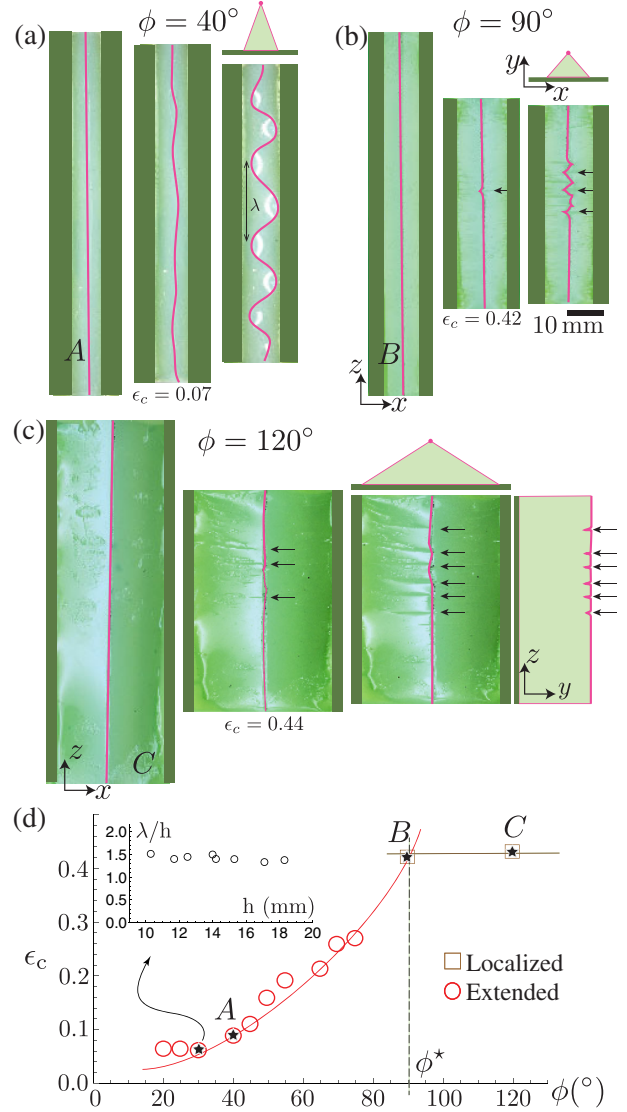 (a) ϕ = 40°
(b) ϕ = 90°
y
x
λ
A
ϵc = 0.07
ϵc = 0.42
10 mm
B
z
x
(c) ϕ = 120°
C
z
x
ϵc = 0.44
z
y
(d)
λ/h
2.0
1.5
1.0
0.5
0.0
h (mm)
10 12 14 16 18 20
B
C
A
0.4
0.3
0.2
0.1
0.0
ϵc
Localized
Extended
ϕ⋆
0 20 40 60 80 100 120 ϕ(°)